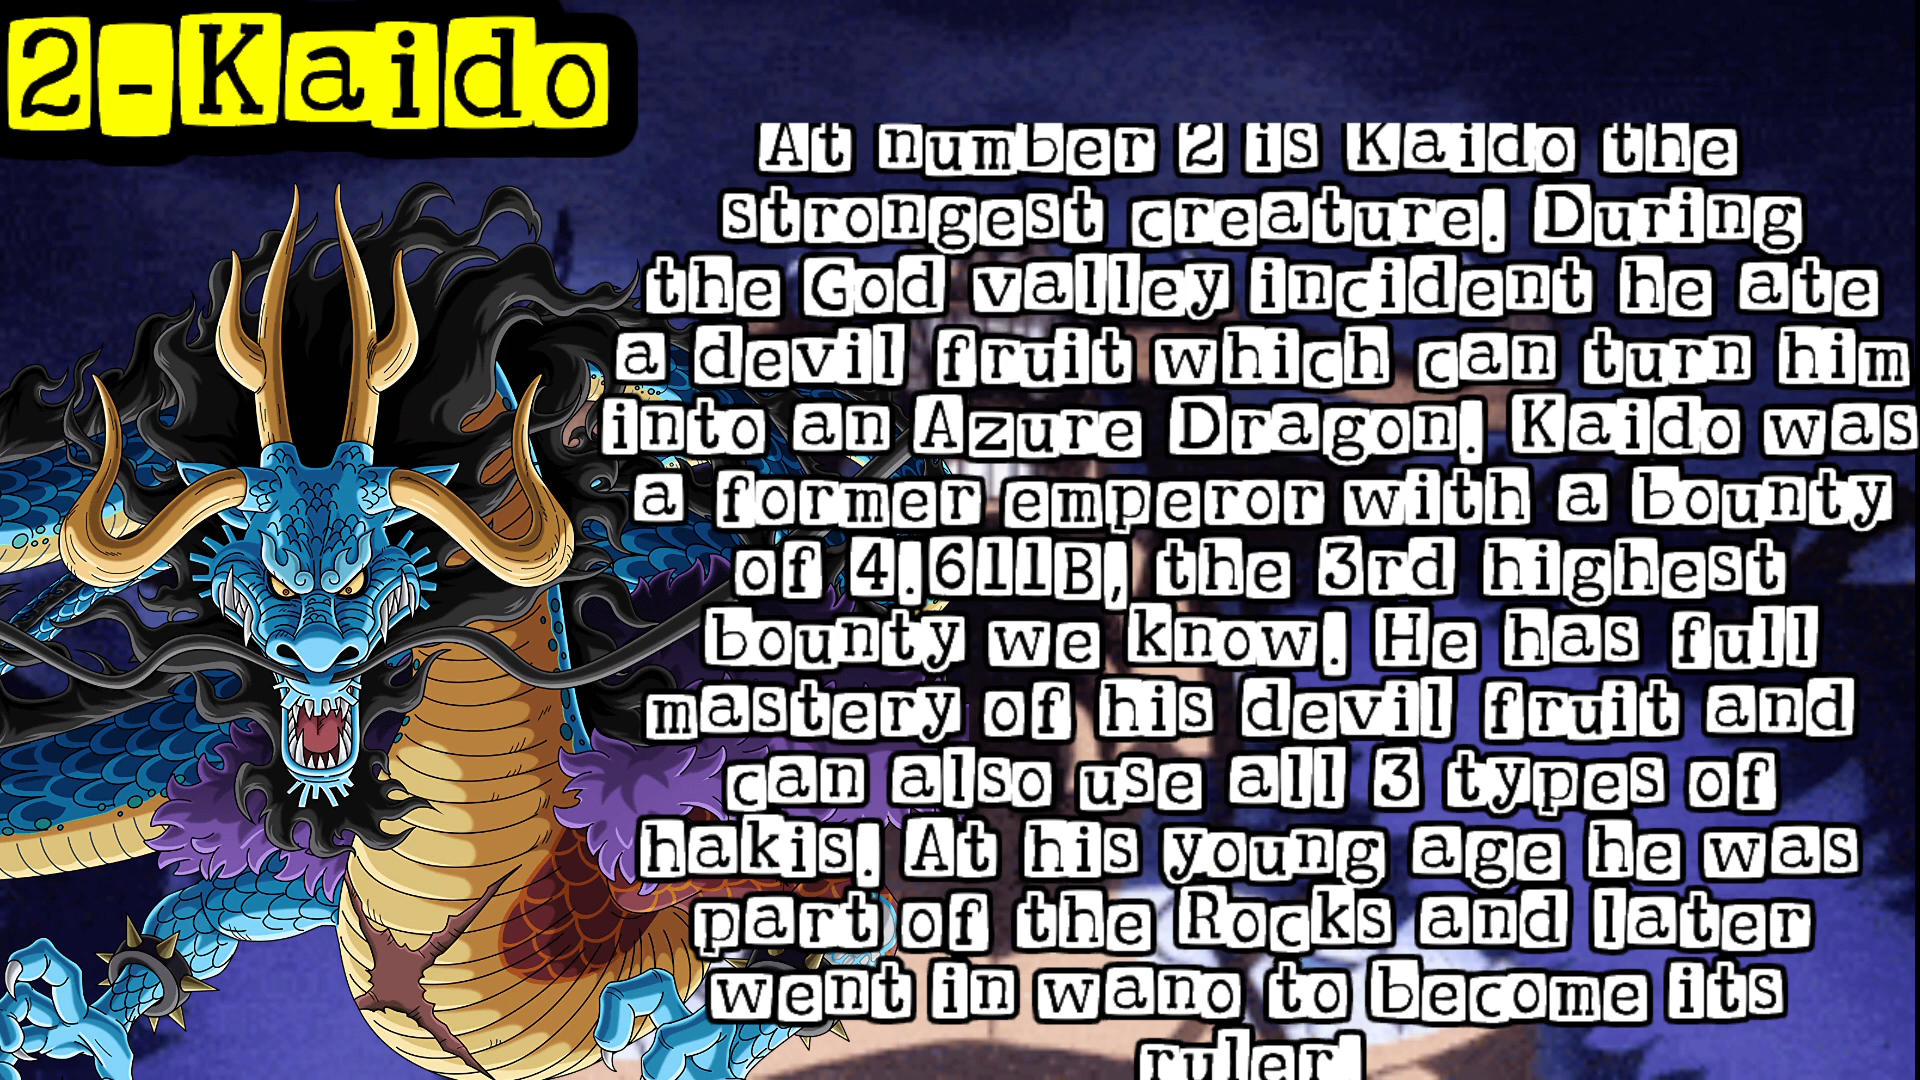 2-Kaido
At number 2 is Kaido the
strongest creature. During
the God valley incident he ate
a devil fruit which can turn him
into an Azure Dragon. Kaido was
a former emperor with a bounty
of 4.611B, the 3rd highest
bounty we know. He has full
mastery of his devil fruit and
can also use all 3 types of
hakis. At his young age he was
part of the Rocks and later
went in wano to become its
ruler.